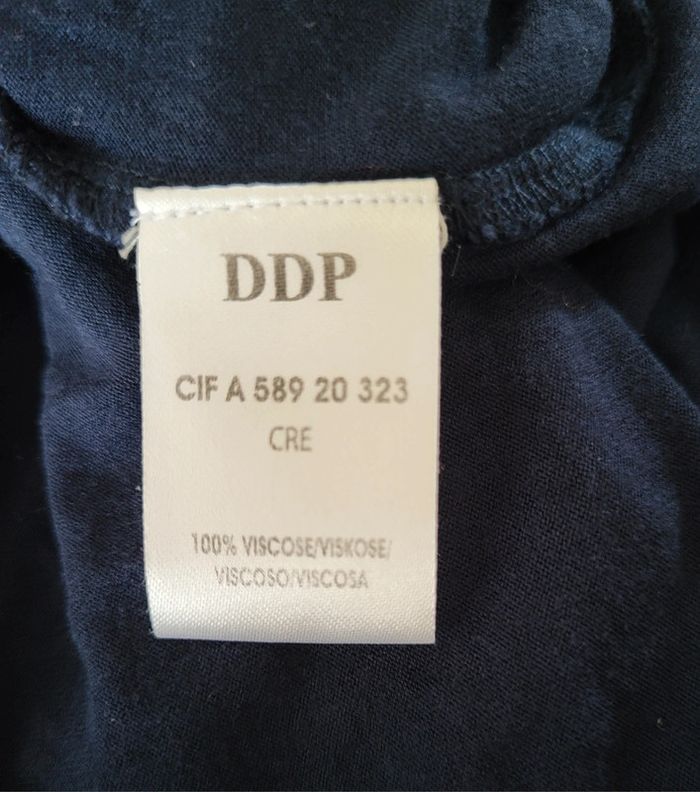 DDP
CIF A 589 20 323
CRE
100% VISCOSE/VISKOSE/
VISCOSO/VISCOSA